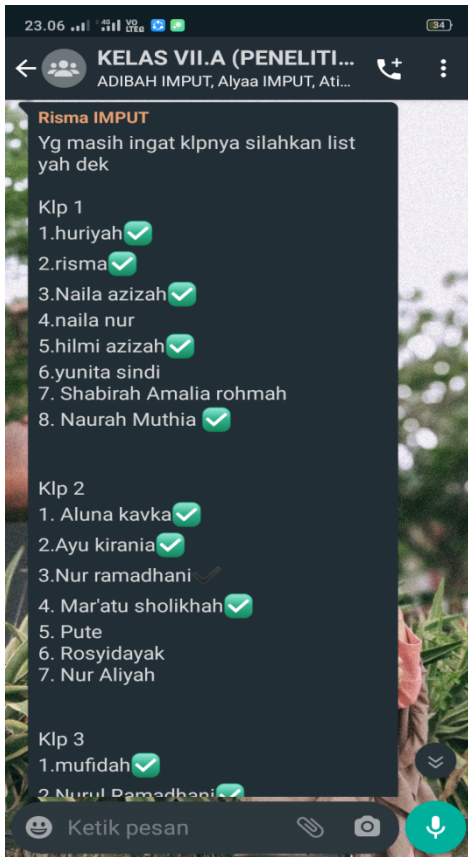 23.06
34
KELAS VII.A (PENELITI...
ADIBAH IMPUT, Alyaa IMPUT, Ati...
Risma IMPUT
Yg masih ingat klpnya silahkan list
yah dek
Klp 1
1.huriyah✅
2.risma✅
3.Naila azizah✅
4.naila nur
5.hilmi azizah✅
6.yunita sindi
7. Shabirah Amalia rohmah
8. Naurah Muthia ✅
Klp 2
1. Aluna kavka✅
2.Ayu kirania✅
3.Nur ramadhani✔
4. Mar'atu sholikhah✅
5. Pute
6. Rosyidayak
7. Nur Aliyah
Klp 3
1.mufidah✅
2.Nurul Ramadhani✅
Ketik pesan